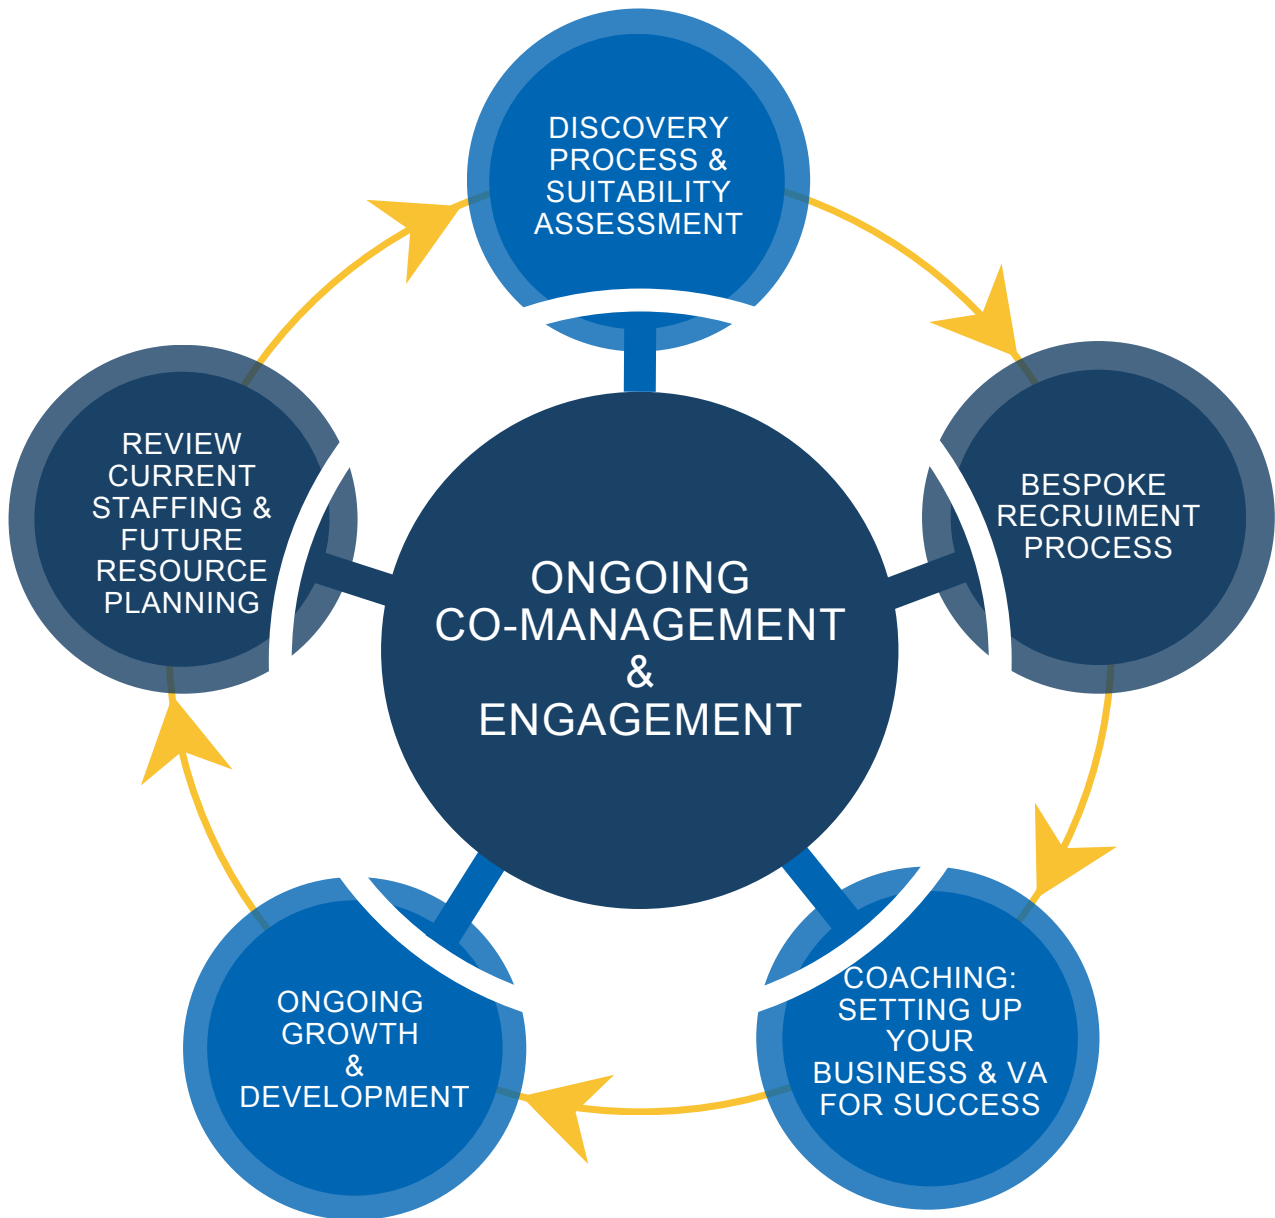 DISCOVERY
PROCESS &
SUITABILITY
ASSESSMENT
BESPOKE
RECRUIMENT
PROCESS
COACHING:
SETTING UP
YOUR
BUSINESS & VA
FOR SUCCESS
ONGOING
GROWTH
&
DEVELOPMENT
REVIEW
CURRENT
STAFFING &
FUTURE
RESOURCE
PLANNING
ONGOING
CO-MANAGEMENT
&
ENGAGEMENT